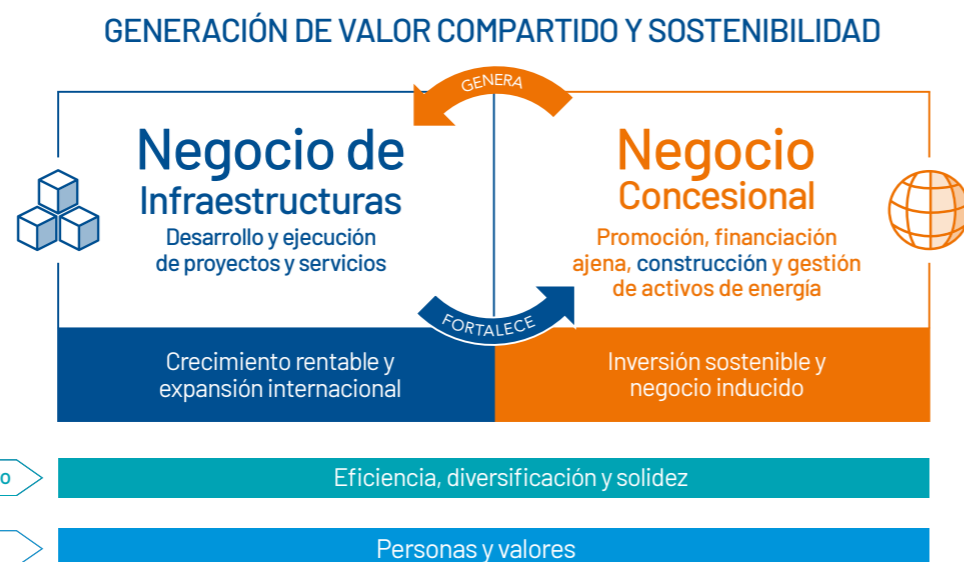 GENERACIÓN DE VALOR COMPARTIDO Y SOSTENIBILIDAD
GENERA
Negocio de
Infraestructuras
Desarrollo y ejecución
de proyectos y servicios
Negocio
Concesional
Promoción, financiación
ajena, construcción y gestión
de activos de energía
FORTALECE
Crecimiento rentable y
expansión internacional
Inversión sostenible y
negocio inducido
Eficiencia, diversificación y solidez
Personas y valores